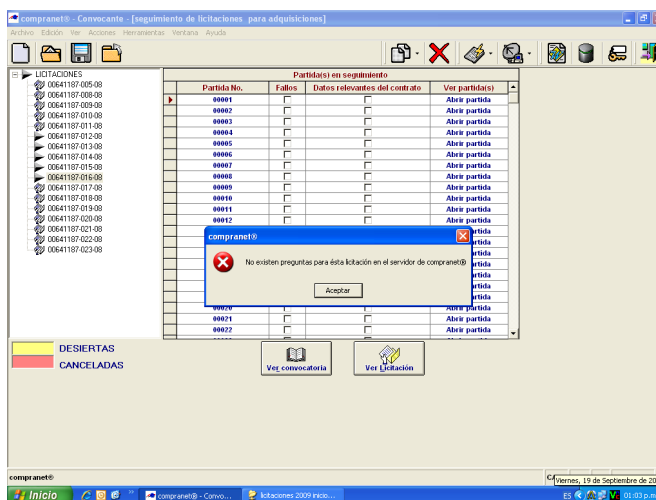 compranet® - Convocante - [seguimiento de licitaciones  para adquisiciones]
Archivo Edición Ver Acciones Herramientas Ventana Ayuda
LICITACIONES
00641187-005-08
00641187-008-08
00641187-009-08
00641187-010-08
00641187-011-08
00641187-012-08
00641187-013-08
00641187-014-08
00641187-015-08
00641187-016-08
00641187-017-08
00641187-018-08
00641187-019-08
00641187-020-08
00641187-021-08
00641187-022-08
00641187-023-08
Partida(s) en seguimiento
Partida No. Fallos Datos relevantes del contrato Ver partida(s)
00001 Abrir partida
00002 Abrir partida
00003 Abrir partida
00004 Abrir partida
00005 Abrir partida
00006 Abrir partida
00007 Abrir partida
00008 Abrir partida
00009 Abrir partida
00010 Abrir partida
00011 Abrir partida
00012 Abrir partida
compranet®
No existen preguntas para ésta licitación en el servidor de compranet®
Aceptar
00020 Abrir partida
00021 Abrir partida
00022 Abrir partida
DESIERTAS
CANCELADAS
Ver convocatoria
Ver Licitación
compranet®
Viernes, 19 de Septiembre de 20
Inicio
compranet® - Convo...
licitaciones 2009 inicio...
ES
01:03 p.m.